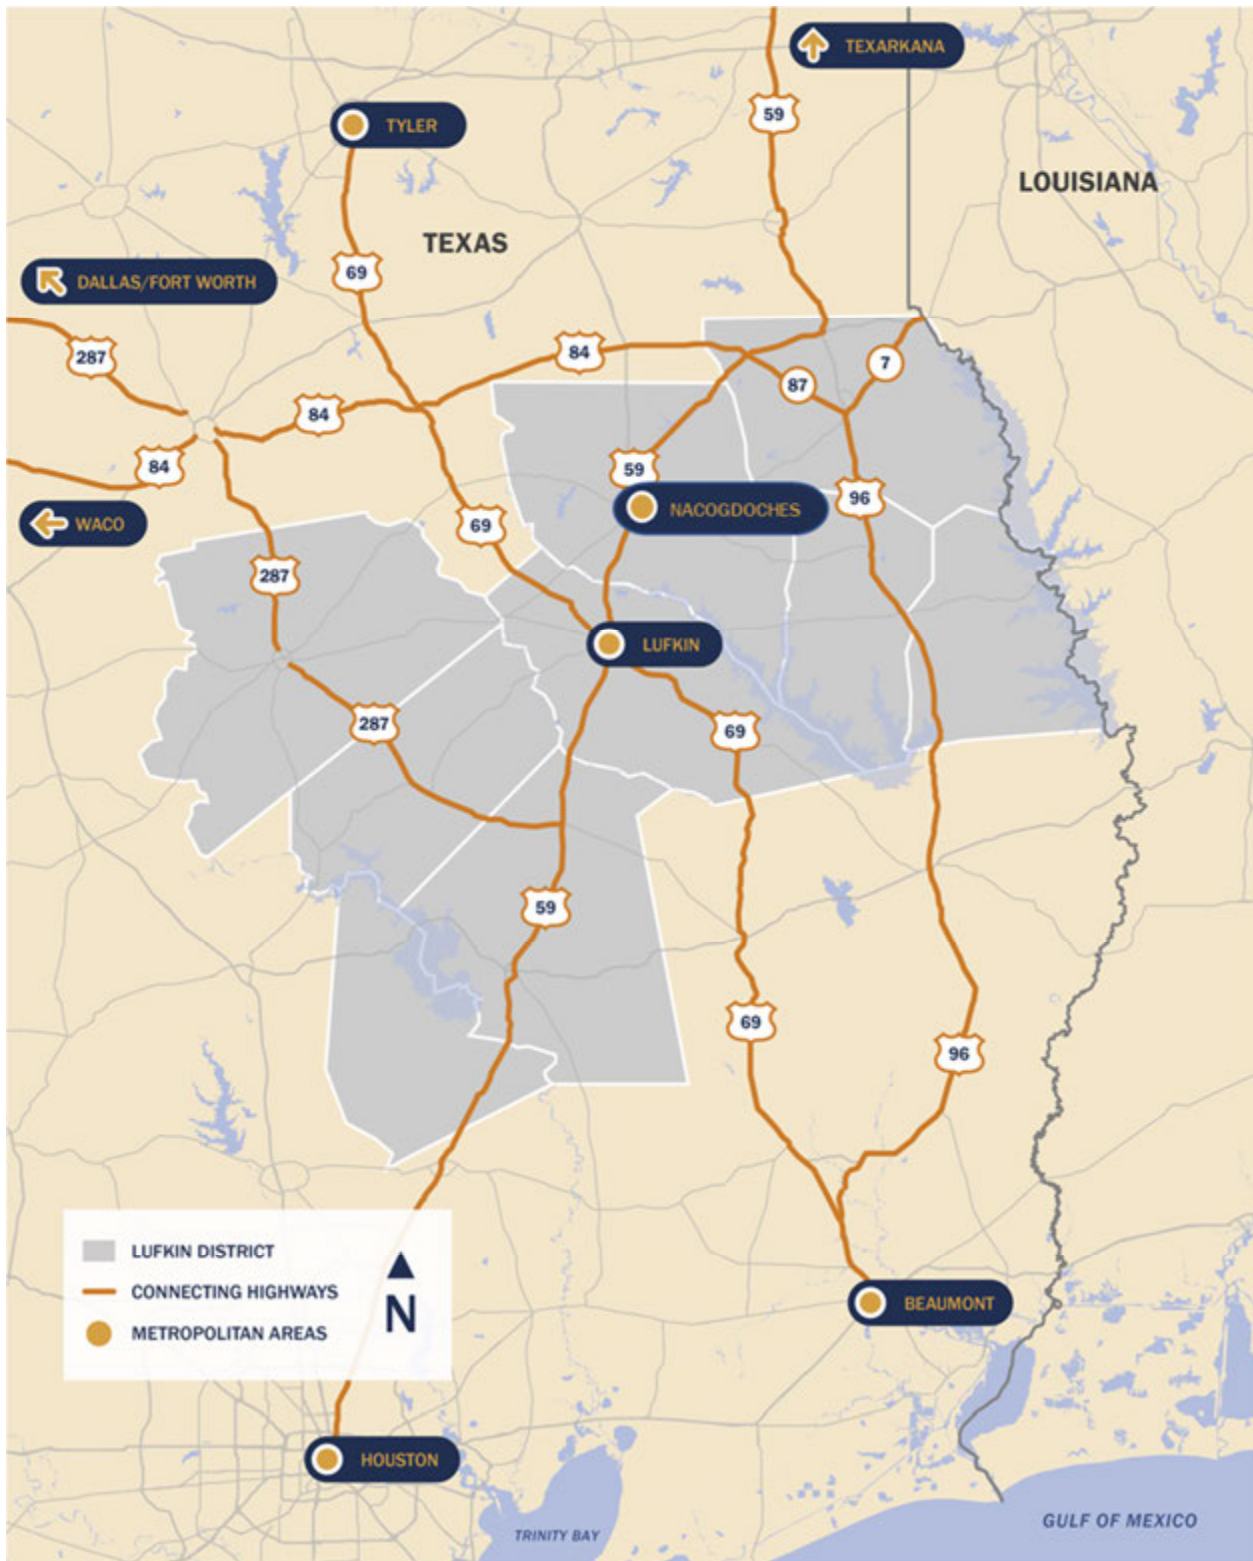 TEXARKANA
59
TYLER
LOUISIANA
TEXAS
69
DALLAS/FORT WORTH
287
84
7
87
84
84
59
96
NACOGDOCHES
WACO
69
287
LUFKIN
287
69
59
69
96
LUFKIN DISTRICT
CONNECTING HIGHWAYS
METROPOLITAN AREAS
N
BEAUMONT
HOUSTON
GULF OF MEXICO
TRINITY BAY